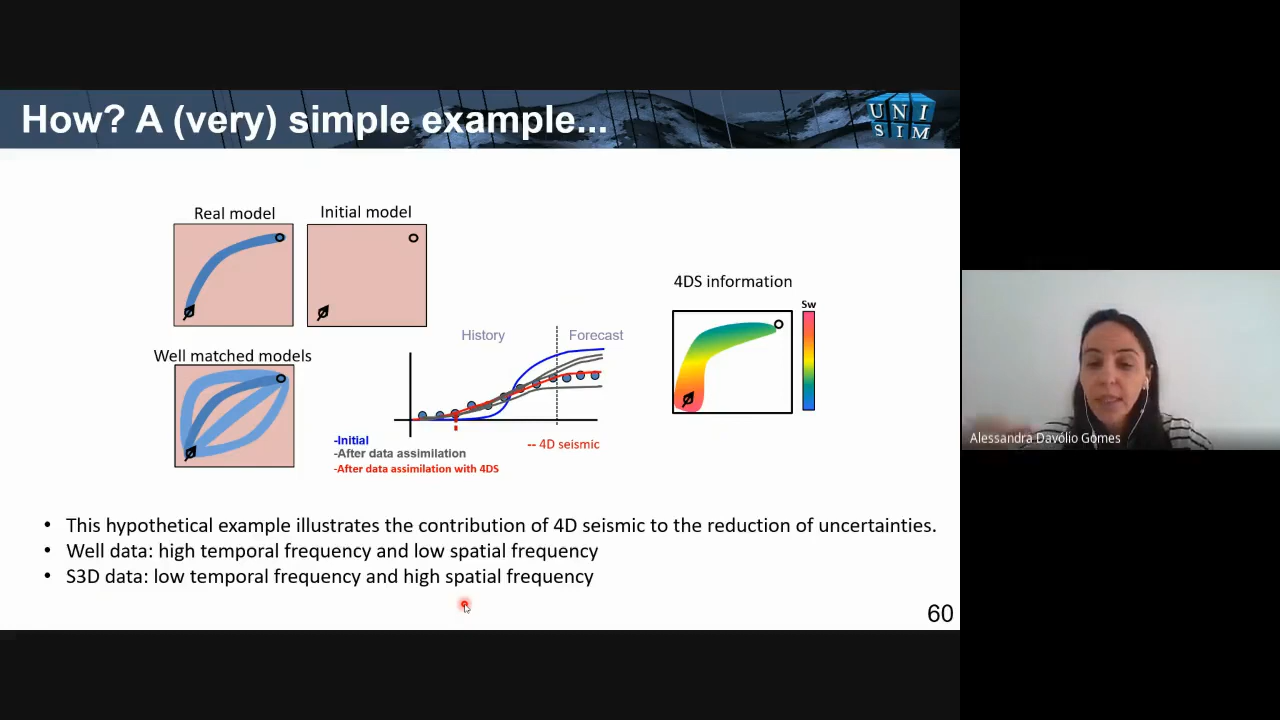 How? A (very) simple example...
UNI
SIM
Real model
Initial model
4DS information
Sw
History
Forecast
Well matched models
-Initial
-After data assimilation
-After data assimilation with 4DS
-- 4D seismic
Alessandra Davólio Gomes
• This hypothetical example illustrates the contribution of 4D seismic to the reduction of uncertainties.
• Well data: high temporal frequency and low spatial frequency
• S3D data: low temporal frequency and high spatial frequency
60